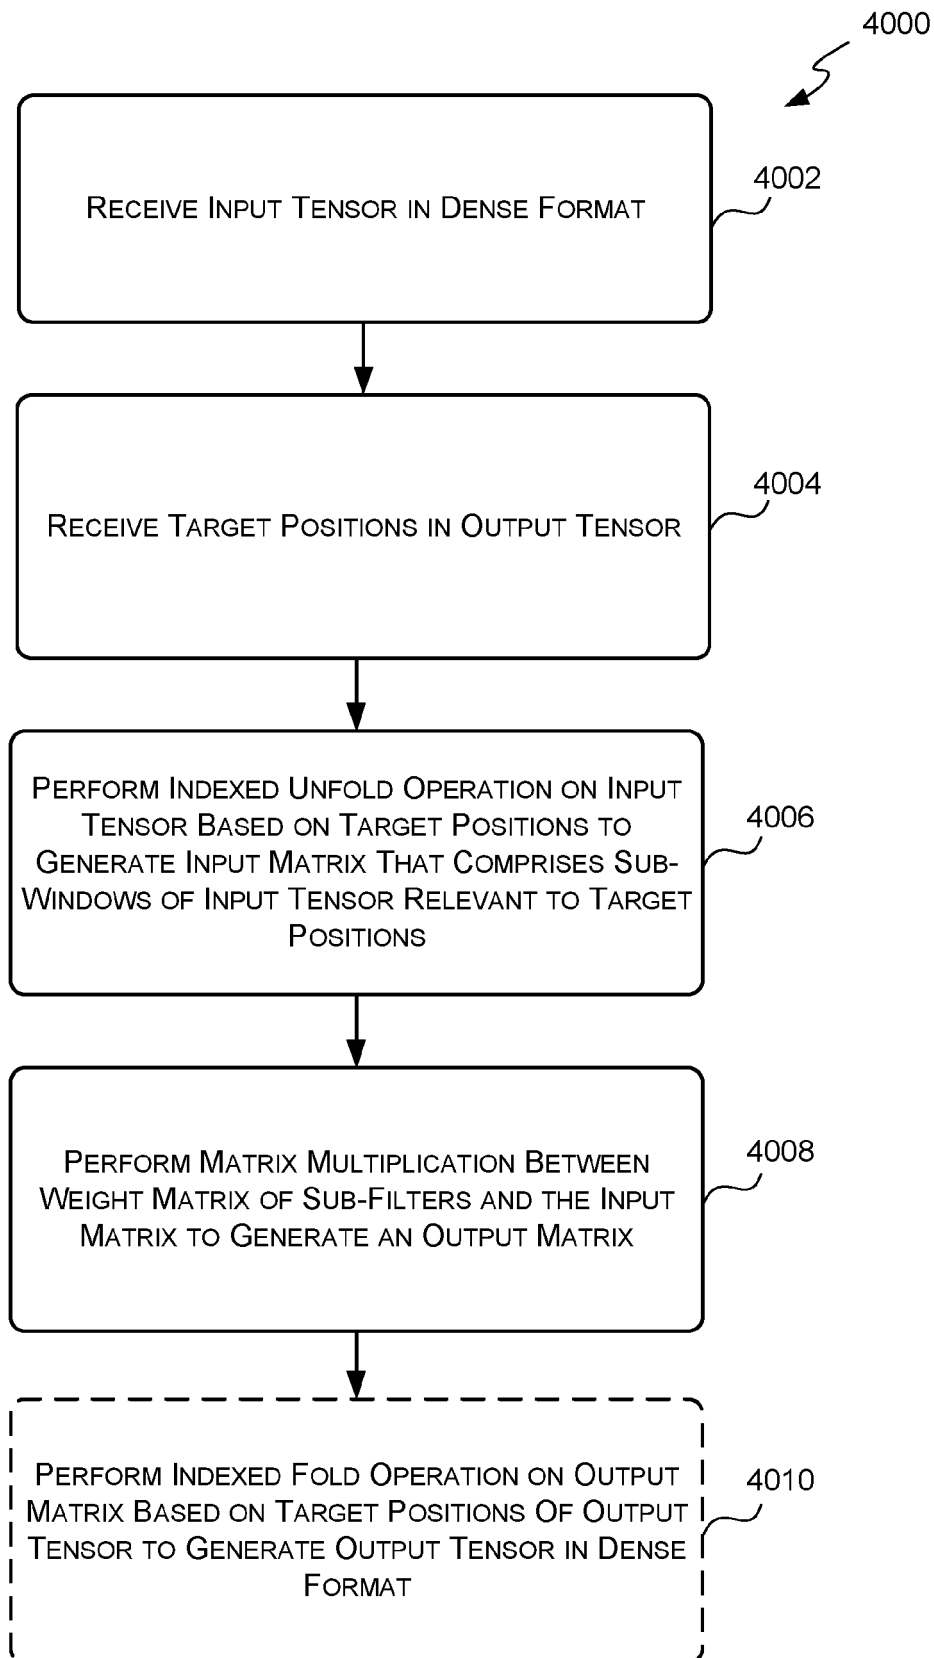 4000
RECEIVE INPUT TENSOR IN DENSE FORMAT
4002
RECEIVE TARGET POSITIONS IN OUTPUT TENSOR
4004
PERFORM INDEXED UNFOLD OPERATION ON INPUT
TENSOR BASED ON TARGET POSITIONS TO
GENERATE INPUT MATRIX THAT COMPRISES SUB-
WINDOWS OF INPUT TENSOR RELEVANT TO TARGET
POSITIONS
4006
PERFORM MATRIX MULTIPLICATION BETWEEN
WEIGHT MATRIX OF SUB-FILTERS AND THE INPUT
MATRIX TO GENERATE AN OUTPUT MATRIX
4008
PERFORM INDEXED FOLD OPERATION ON OUTPUT
MATRIX BASED ON TARGET POSITIONS OF OUTPUT
TENSOR TO GENERATE OUTPUT TENSOR IN DENSE
FORMAT
4010